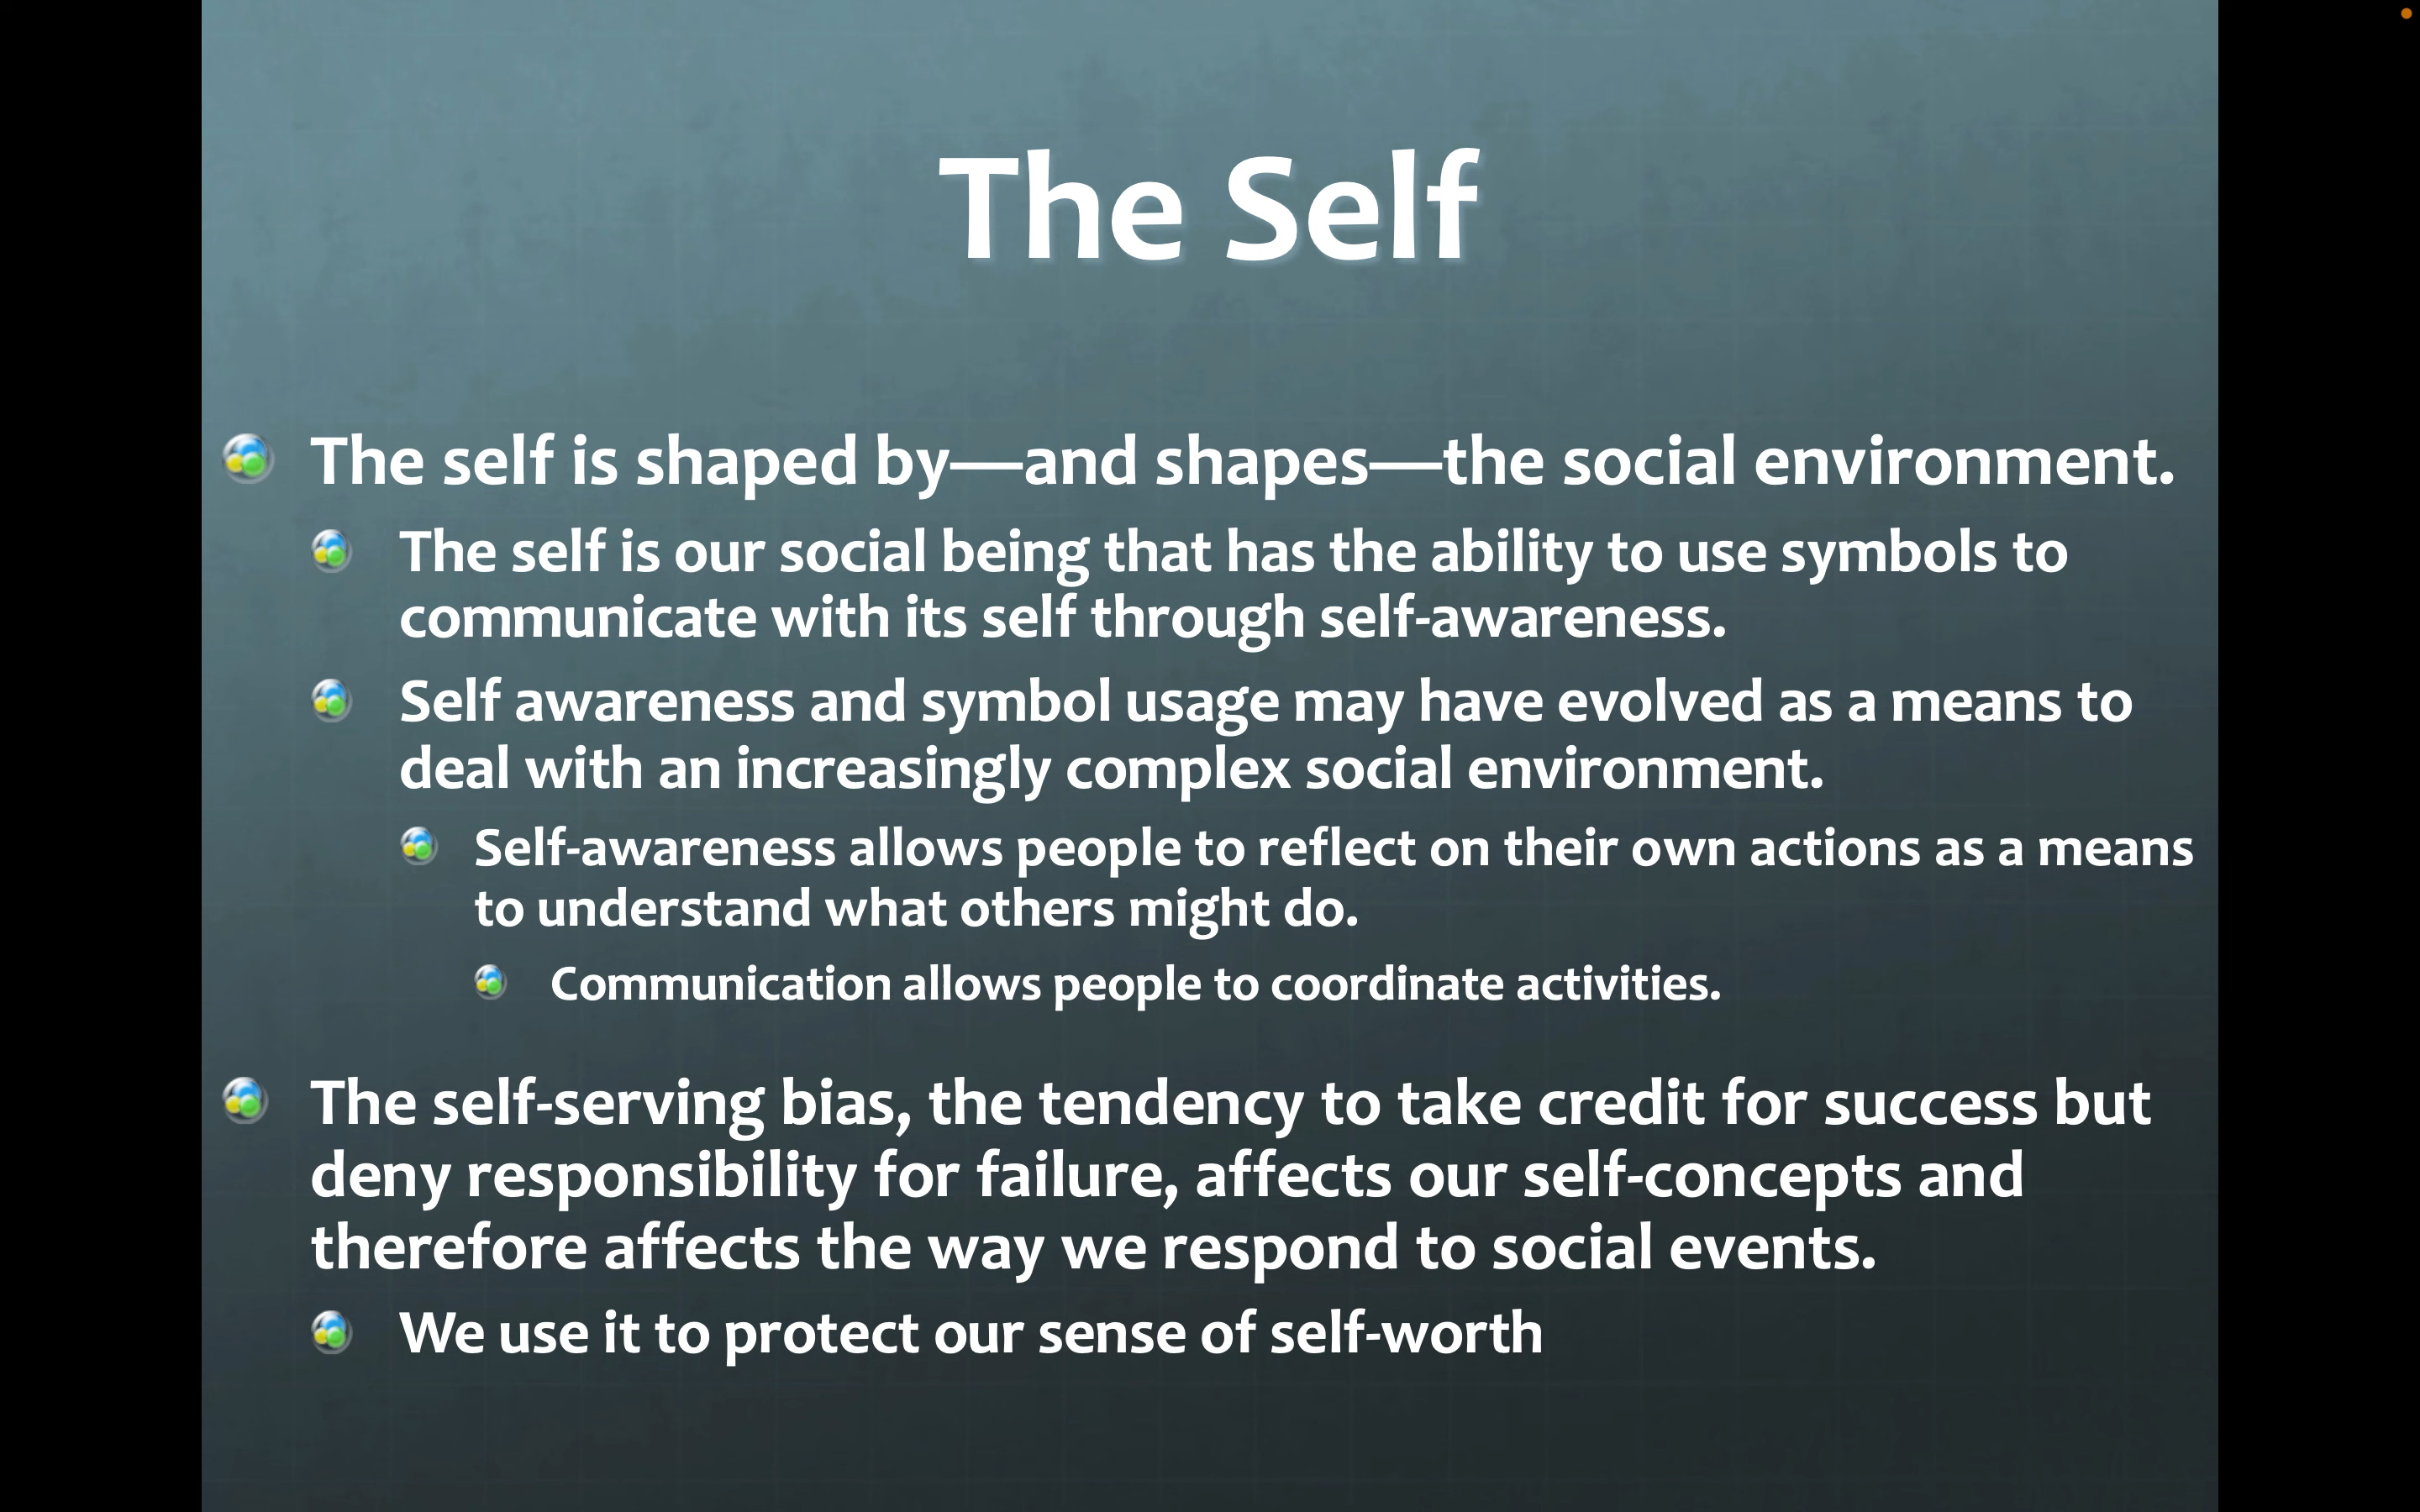 The Self
The self is shaped by—and shapes—the social environment.
The self is our social being that has the ability to use symbols to
communicate with its self through self-awareness.
Self awareness and symbol usage may have evolved as a means to
deal with an increasingly complex social environment.
Self-awareness allows people to reflect on their own actions as a means
to understand what others might do.
Communication allows people to coordinate activities.
The self-serving bias, the tendency to take credit for success but
deny responsibility for failure, affects our self-concepts and
therefore affects the way we respond to social events.
We use it to protect our sense of self-worth